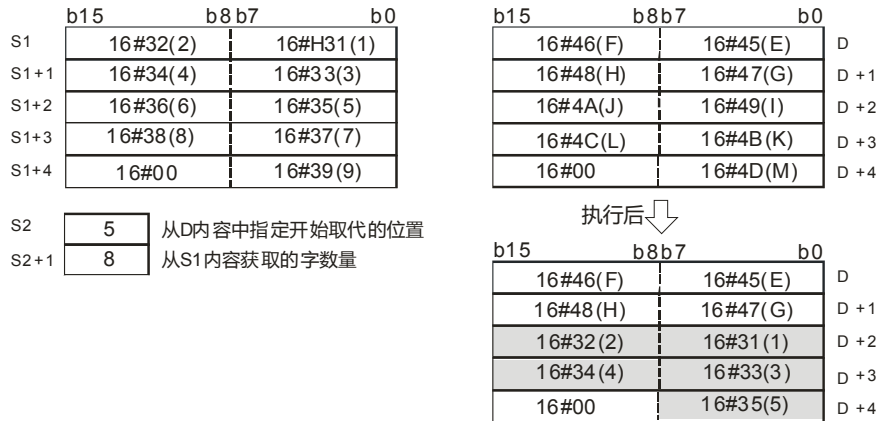 b15 b8 b7 b0
S1 16#32(2) 16#H31(1)
S1+1 16#34(4) 16#33(3)
S1+2 16#36(6) 16#35(5)
S1+3 16#38(8) 16#37(7)
S1+4 16#00 16#39(9)
S2 5 从D内容中指定开始取代的位置
S2+1 8 从S1内容获取的字数量
b15 b8b7 b0
16#46(F) 16#45(E) D
16#48(H) 16#47(G) D +1
16#4A(J) 16#49(I) D +2
16#4C(L) 16#4B(K) D +3
16#00 16#4D(M) D +4
执行后
b15 b8b7 b0
16#46(F) 16#45(E) D
16#48(H) 16#47(G) D +1
16#32(2) 16#31(1) D +2
16#34(4) 16#33(3) D +3
16#00 16#35(5) D +4